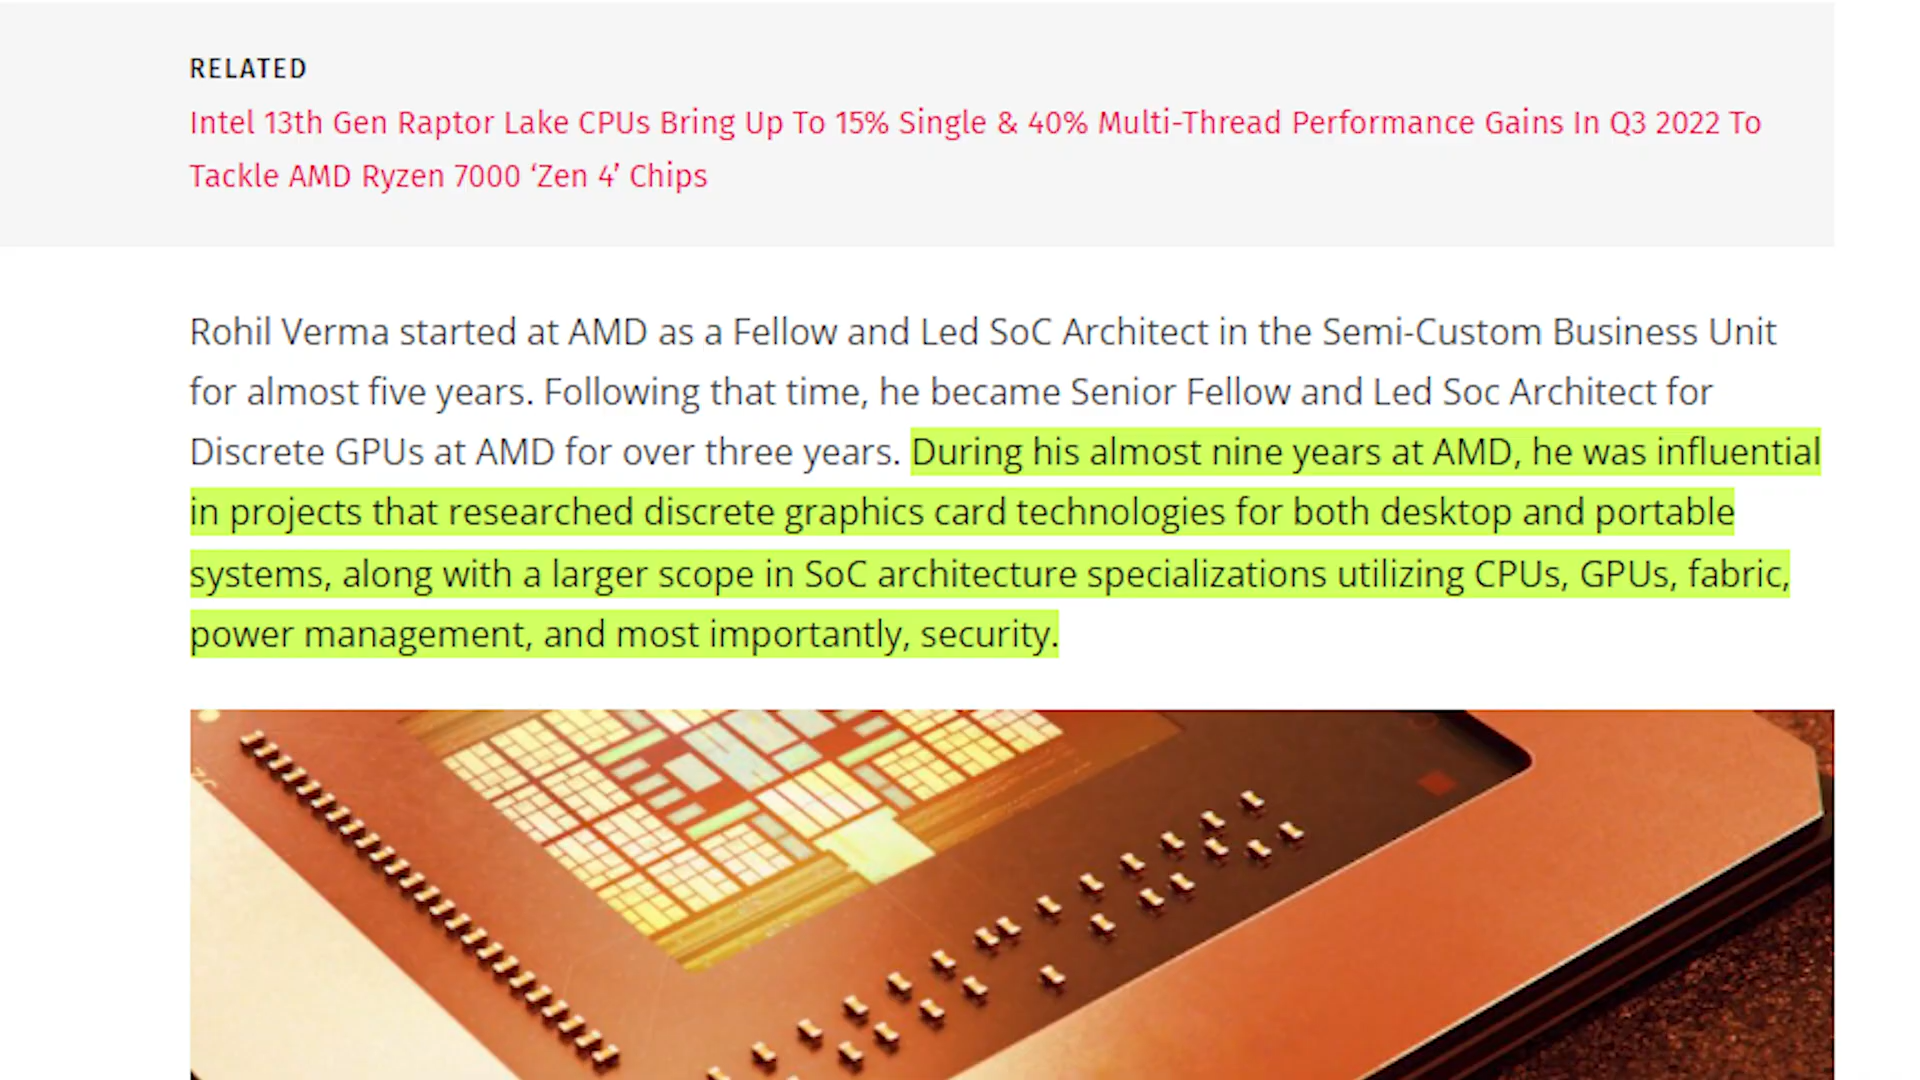 RELATED
Intel 13th Gen Raptor Lake CPUs Bring Up To 15% Single & 40% Multi-Thread Performance Gains In Q3 2022 To
Tackle AMD Ryzen 7000 ‘Zen 4’ Chips
Rohil Verma started at AMD as a Fellow and Led SoC Architect in the Semi-Custom Business Unit
for almost five years. Following that time, he became Senior Fellow and Led Soc Architect for
Discrete GPUs at AMD for over three years. During his almost nine years at AMD, he was influential
in projects that researched discrete graphics card technologies for both desktop and portable
systems, along with a larger scope in SoC architecture specializations utilizing CPUs, GPUs, fabric,
power management, and most importantly, security.